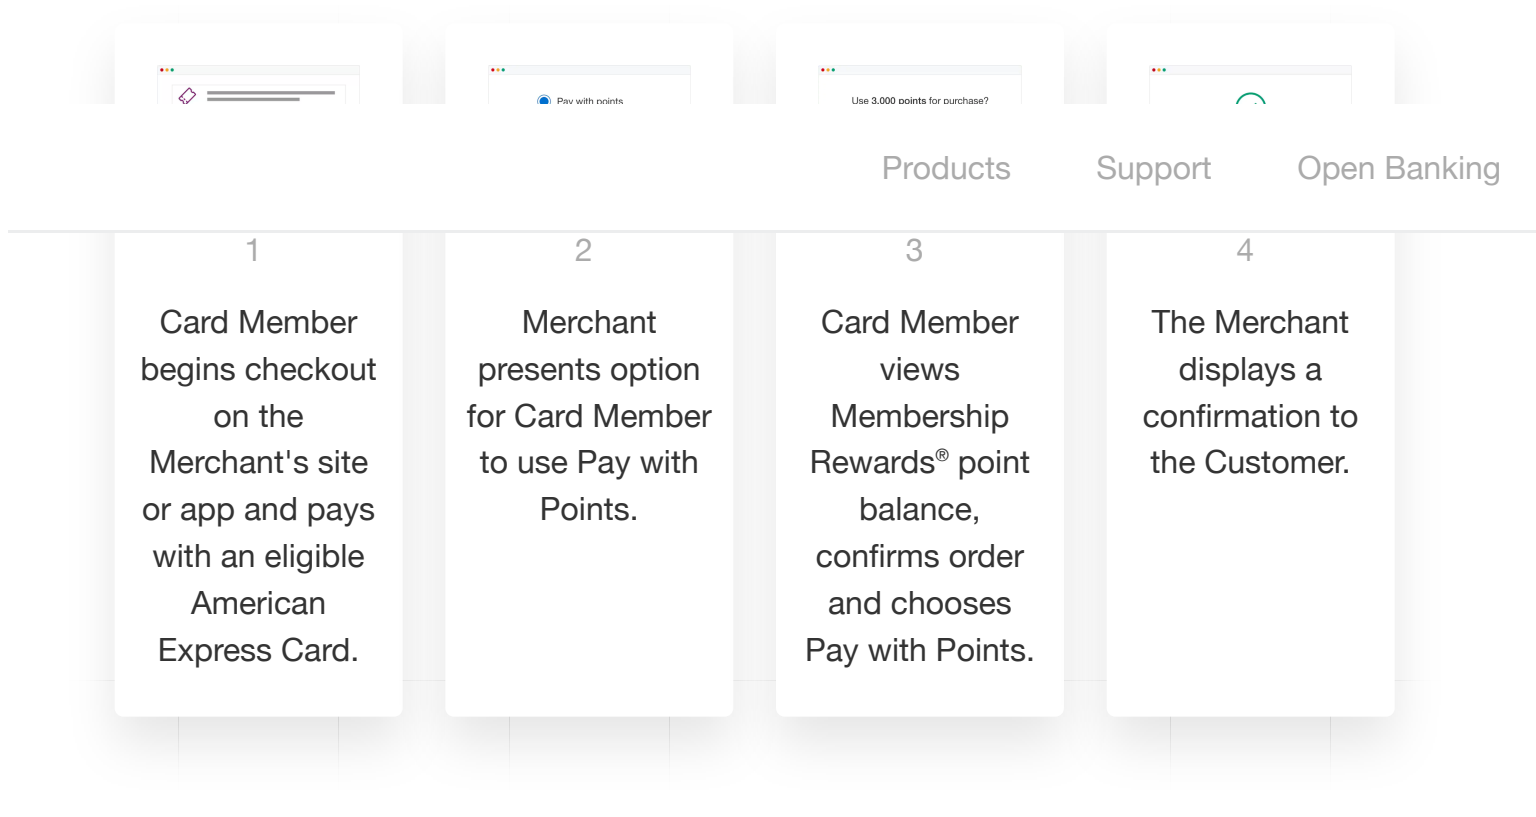 Pay with points
Use 3,000 points for purchase?
Products Support Open Banking
1
Card Member
begins checkout
on the
Merchant's site
or app and pays
with an eligible
American
Express Card.
2
Merchant
presents option
for Card Member
to use Pay with
Points.
3
Card Member
views
Membership
Rewards® point
balance,
confirms order
and chooses
Pay with Points.
4
The Merchant
displays a
confirmation to
the Customer.